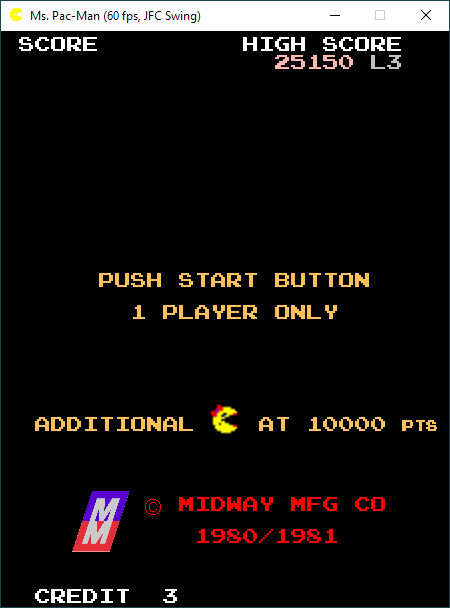 Ms. Pac-Man (60 fps, JFC Swing)
SCORE HIGH SCORE
25150 L3
PUSH START BUTTON
1 PLAYER ONLY
ADDITIONAL AT 10000 PTS
MM
© MIDWAY MFG CO
1980/1981
CREDIT 3